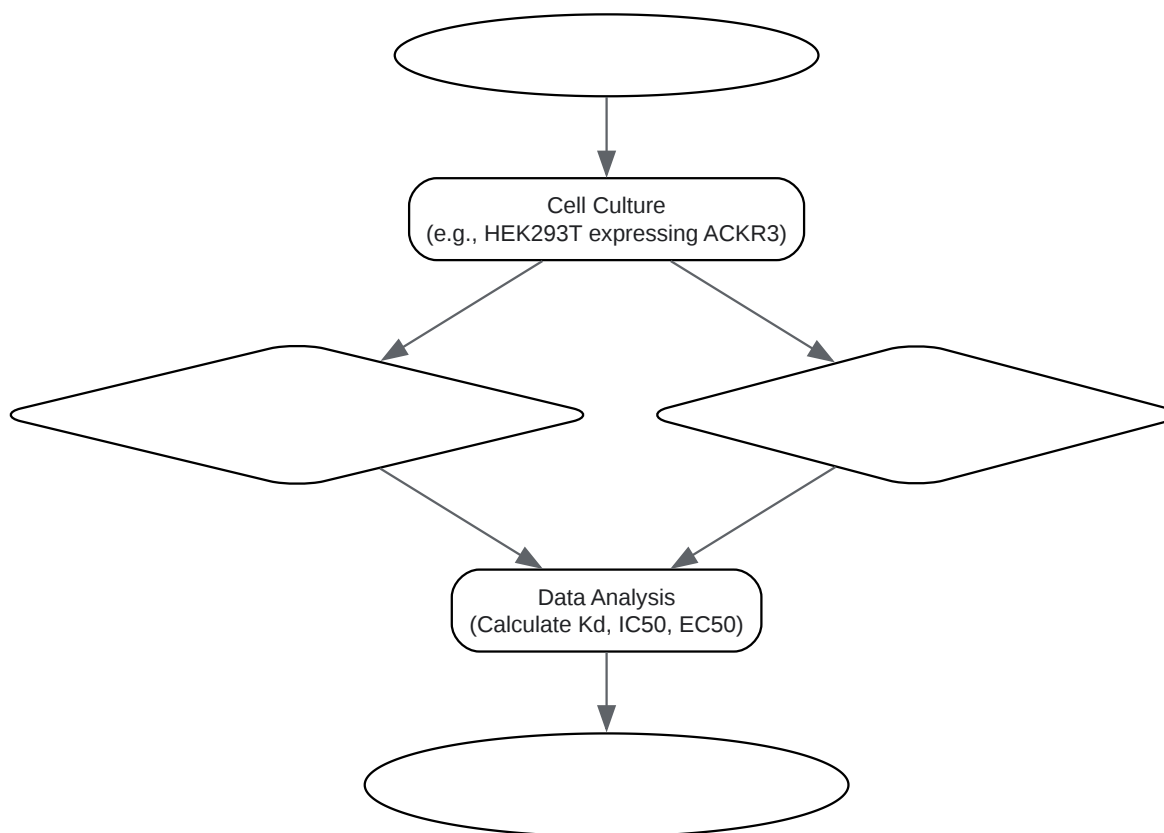 Cell Culture
(e.g., HEK293T expressing ACKR3)
Data Analysis
(Calculate Kd, IC50, EC50)